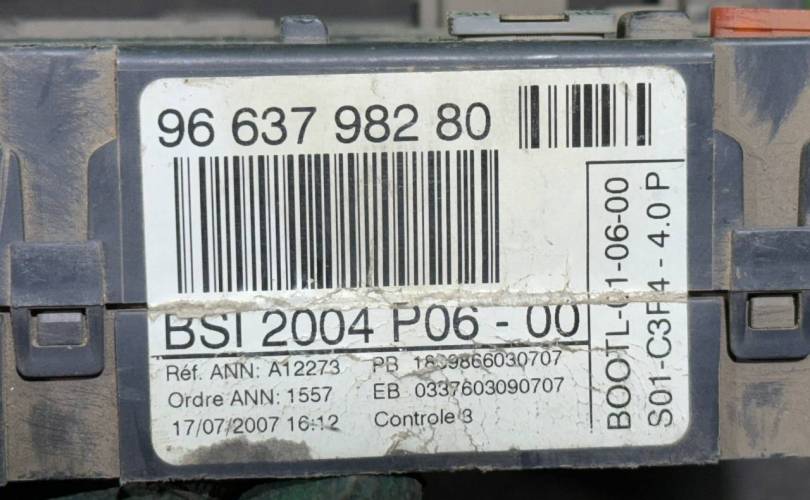 96 637 982 80
BSI 2004 P06 - 00
Réf. ANN: A12273
Ordre ANN: 1557
17/07/2007 16:12
PB
EB 0337603090707
Controle 3
S01-C3F4 - 4.0 P